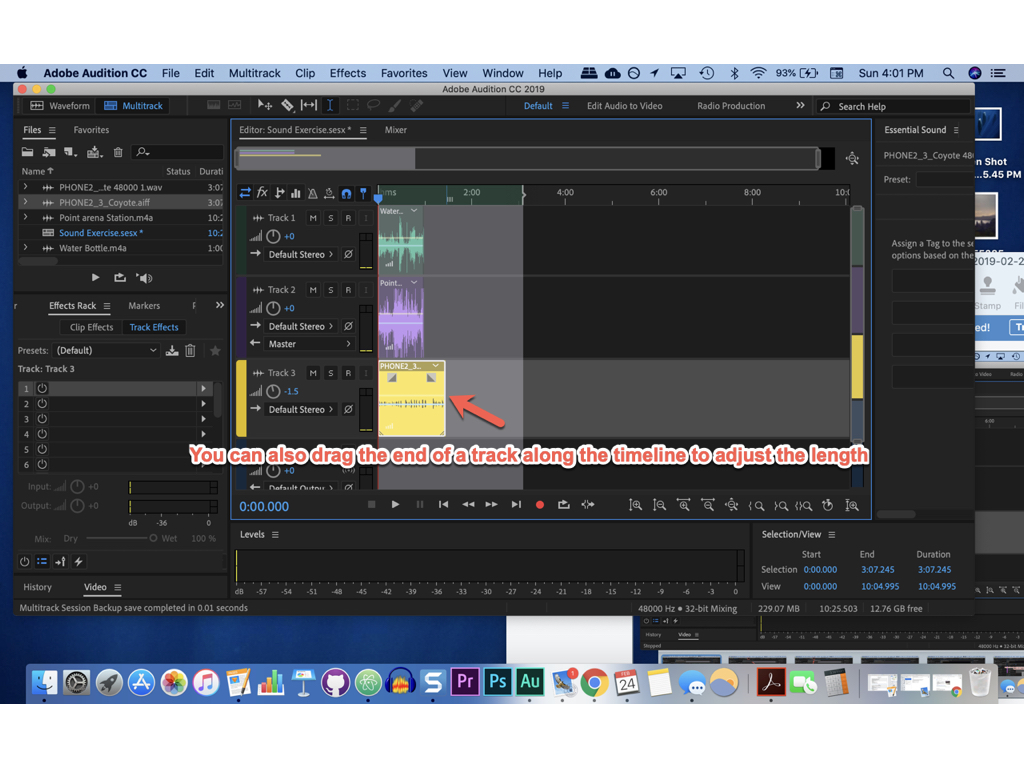 Adobe Audition CC File Edit Multitrack Clip Effects Favorites View Window Help 93% Sun 4:01 PM
Adobe Audition CC 2019
Waveform Multitrack Default Edit Audio to Video Radio Production Search Help
Files Favorites
Name Status Duration
PHONE2_...te 48000 1.wav 3:07
PHONE2_3_Coyote.aiff 3:07
Point arena Station.m4a 10:2
Sound Exercise.sesx * 10:2
Water Bottle.m4a 1:00
Effects Rack Markers
Clip Effects Track Effects
Presets: (Default)
Track: Track 3
1
2
3
4
5
6
Input: +0
Output: +0
dB -36 0
Mix: Dry Wet 100 %
History Video
Editor: Sound Exercise.sesx * Mixer
fx
hms 2:00 4:00 6:00 8:00 10:0
Track 1 M S R I
+0
Default Stereo
Water...
Track 2 M S R I
+0
Default Stereo
Master
Point...
Track 3 M S R I
-1.5
Default Stereo
PHONE2_3...
You can also drag the end of a track along the timeline to adjust the length
+0
Default Outpu
0:00.000
Levels
dB -57 -54 -51 -48 -45 -42 -39 -36 -33 -30 -27 -24 -21 -18 -15 -12 -9 -6 -3 0
Essential Sound
PHONE2_3_Coyote 48
Preset:
Assign a Tag to the se
options based on the
Selection/View
Start End Duration
Selection 0:00.000 3:07.245 3:07.245
View 0:00.000 10:04.995 10:04.995
Multitrack Session Backup save completed in 0.01 seconds
48000 Hz • 32-bit Mixing 229.07 MB 10:25.503 12.76 GB free
n Shot
...5.45 PM
2019-02-2
Stamp Fil
ed!
History Video
Stopped
Pr Ps Au
FEB
24
1